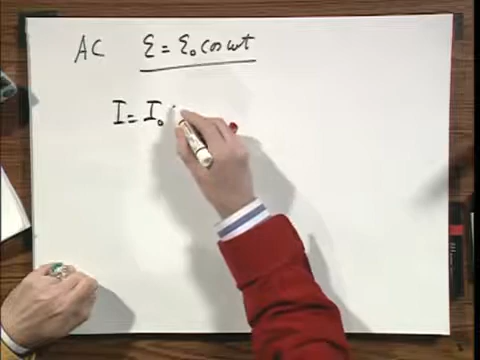 AC ℰ = ℰ₀ cos ωt
I = I₀